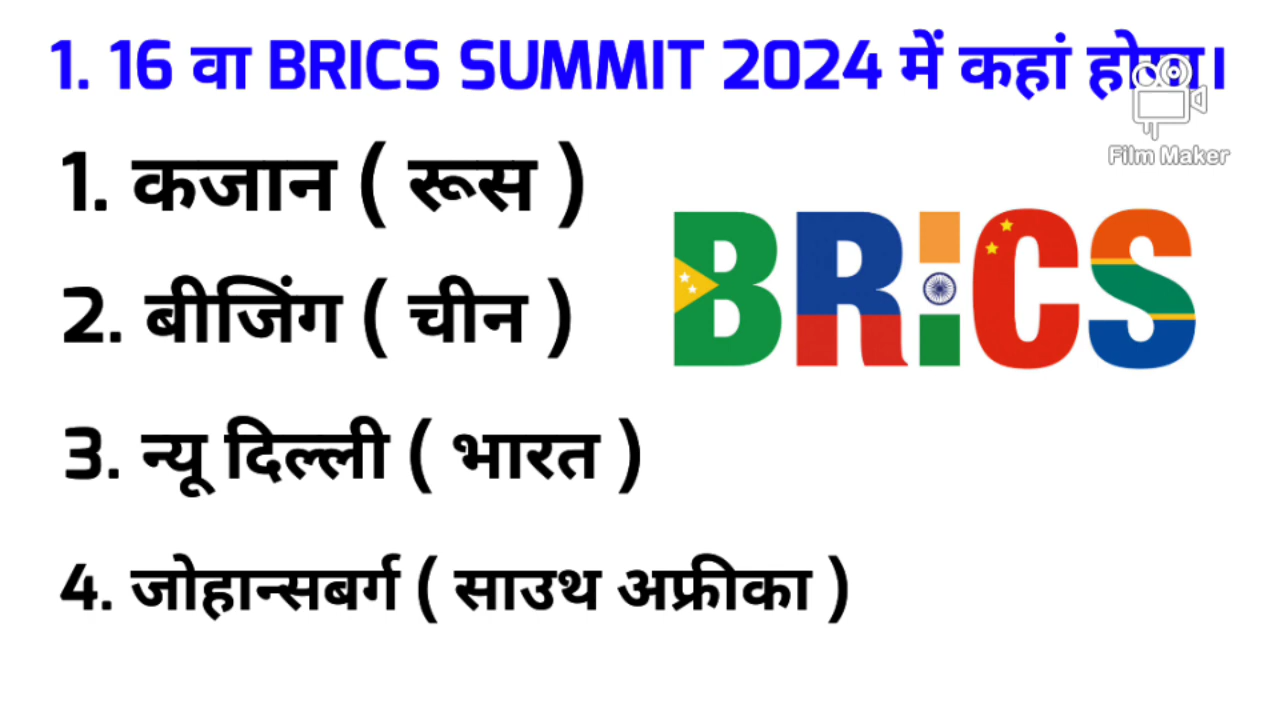 1. 16 वा BRICS SUMMIT 2024 में कहां होगा।
Film Maker
1. कजान ( रूस )
BRICS
2. बीजिंग ( चीन )
3. न्यू दिल्ली ( भारत )
4. जोहान्सबर्ग ( साउथ अफ्रीका )